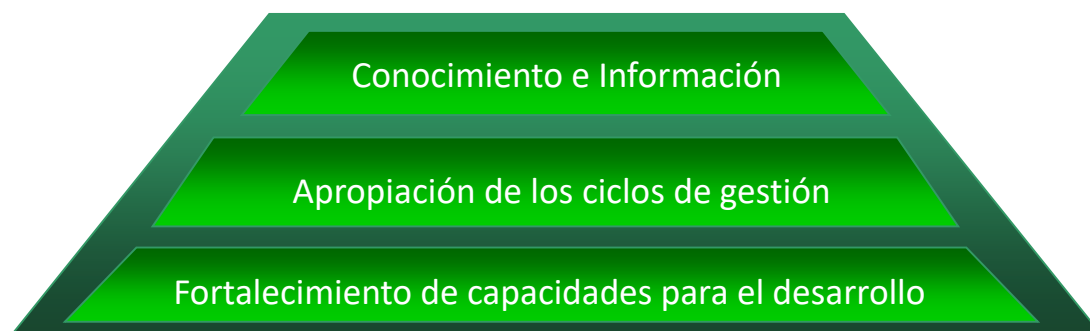 Conocimiento e Información
Apropiación de los ciclos de gestión
Fortalecimiento de capacidades para el desarrollo